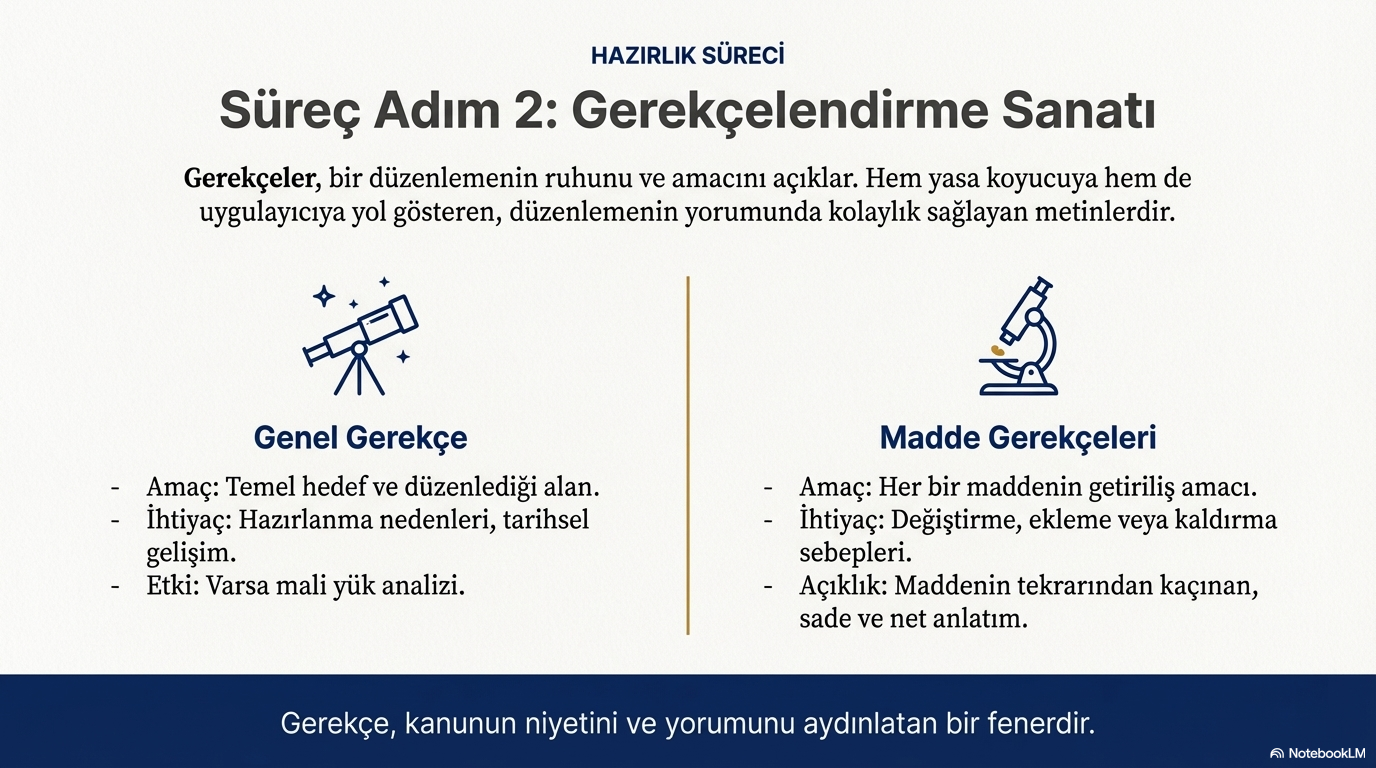 HAZIRLIK SÜRECİ
Süreç Adım 2: Gerekçelendirme Sanatı
Gerekçeler, bir düzenlemenin ruhunu ve amacını açıklar. Hem yasa koyucuya hem de
uygulayıcıya yol gösteren, düzenlemenin yorumunda kolaylık sağlayan metinlerdir.
Genel Gerekçe
- Amaç: Temel hedef ve düzenlediği alan.
- İhtiyaç: Hazırlanma nedenleri, tarihsel
gelişim.
- Etki: Varsa mali yük analizi.
Madde Gerekçeleri
- Amaç: Her bir maddenin getiriliş amacı.
- İhtiyaç: Değiştirme, ekleme veya kaldırma
sebepleri.
- Açıklık: Maddenin tekrarından kaçınan,
sade ve net anlatım.
Gerekçe, kanunun niyetini ve yorumunu aydınlatan bir fenerdir.
NotebookLM